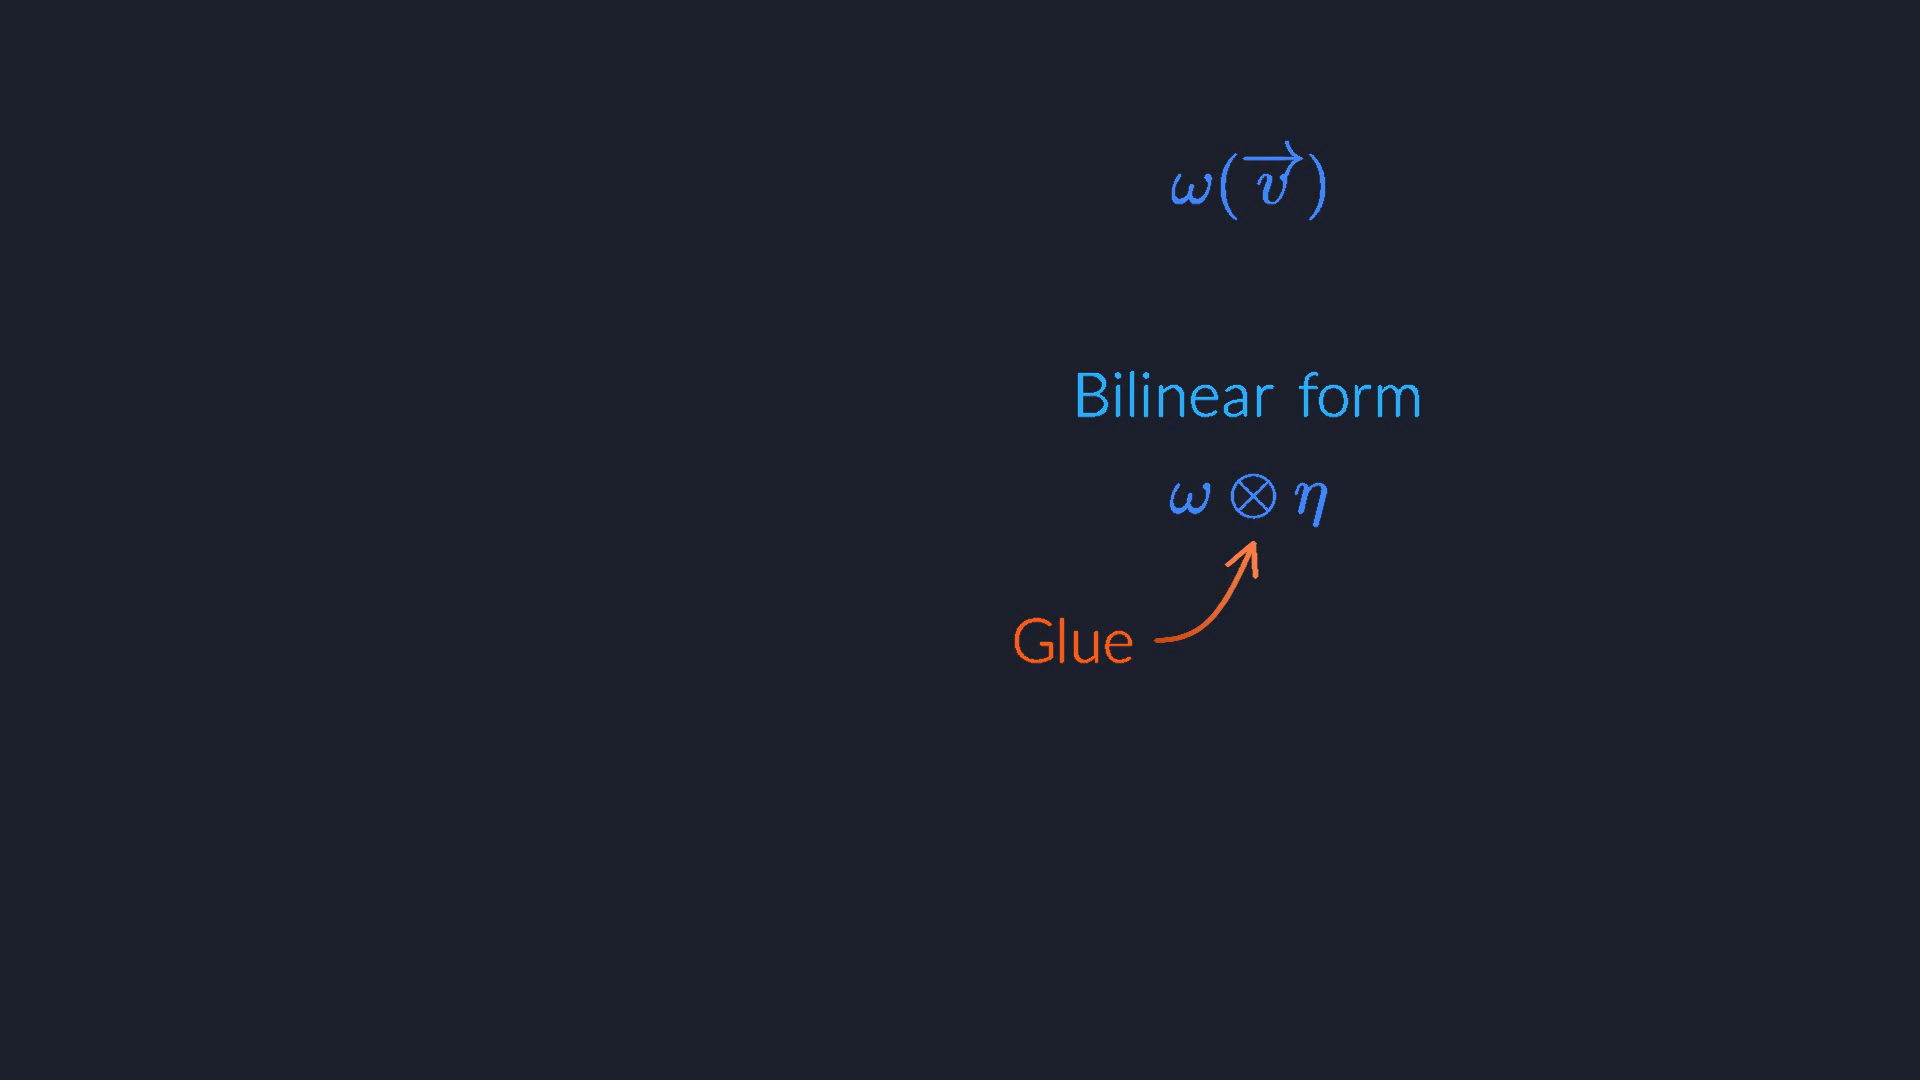 ω(v⃗)
Bilinear form
ω ⊗ η
Glue